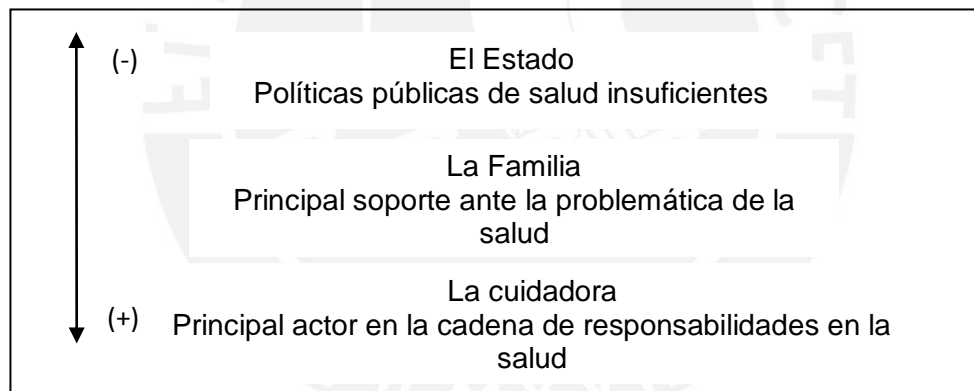 (-)
El Estado
Políticas públicas de salud insuficientes
La Familia
Principal soporte ante la problemática de la
salud
La cuidadora
(+)
Principal actor en la cadena de responsabilidades en la
salud